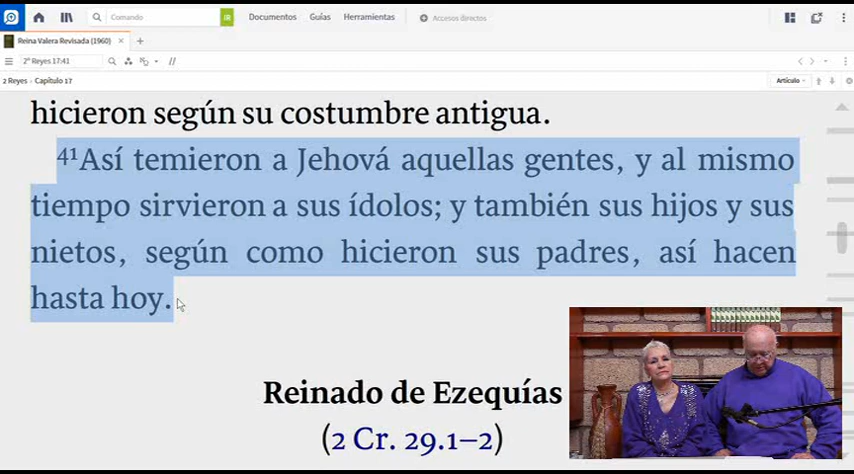 Comando
Documentos Guías Herramientas Accesos directos
Reina Valera Revisada (1960)
2º Reyes 17:41
2 Reyes › Capítulo 17
Artículo
hicieron según su costumbre antigua.
41Así temieron a Jehová aquellas gentes, y al mismo
tiempo sirvieron a sus ídolos; y también sus hijos y sus
nietos, según como hicieron sus padres, así hacen
hasta hoy.
Reinado de Ezequías
(2 Cr. 29.1–2)